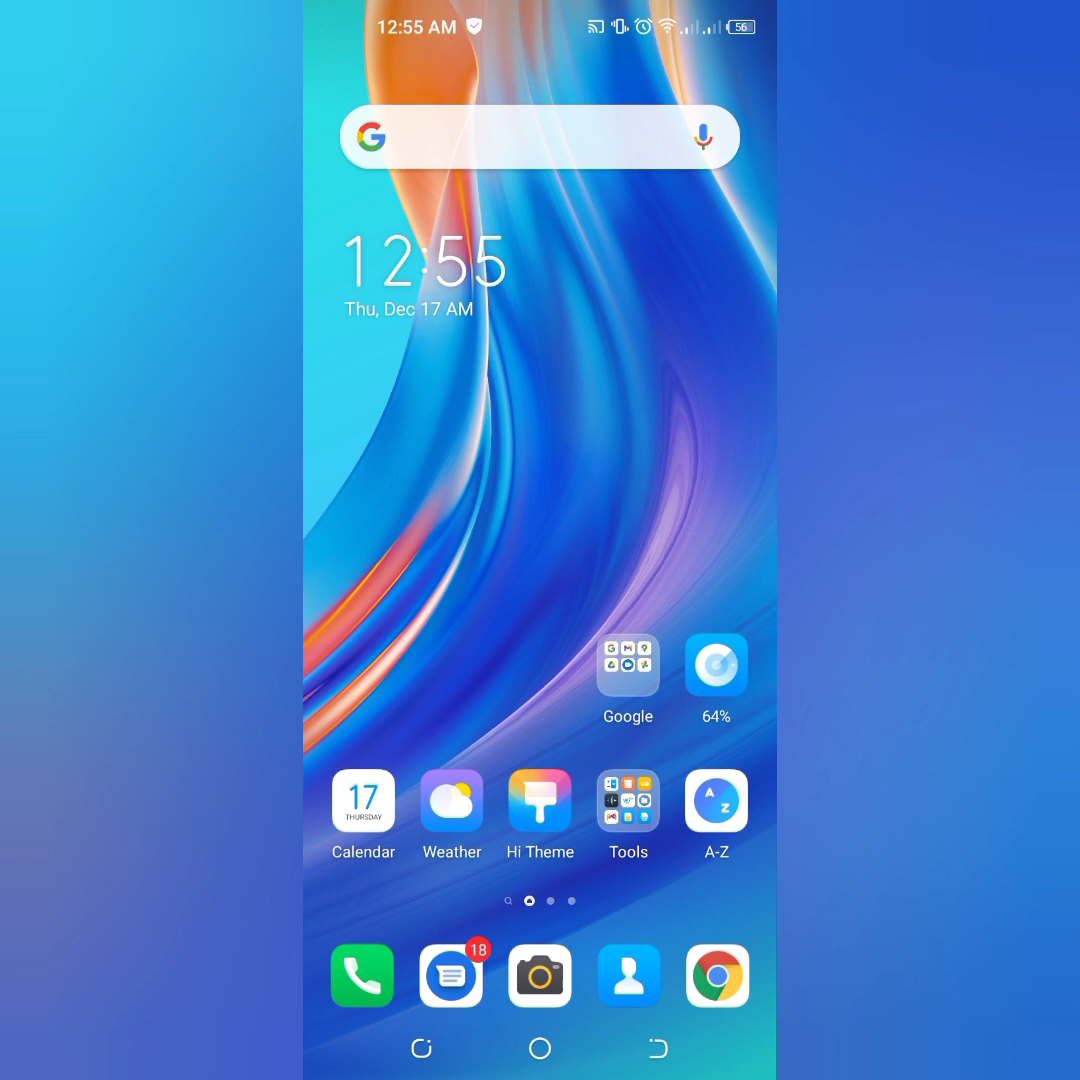 12:55 AM
56
12:55
Thu, Dec 17 AM
Google
64%
17
THURSDAY
A
Z
Calendar
Weather
Hi Theme
Tools
A-Z
18